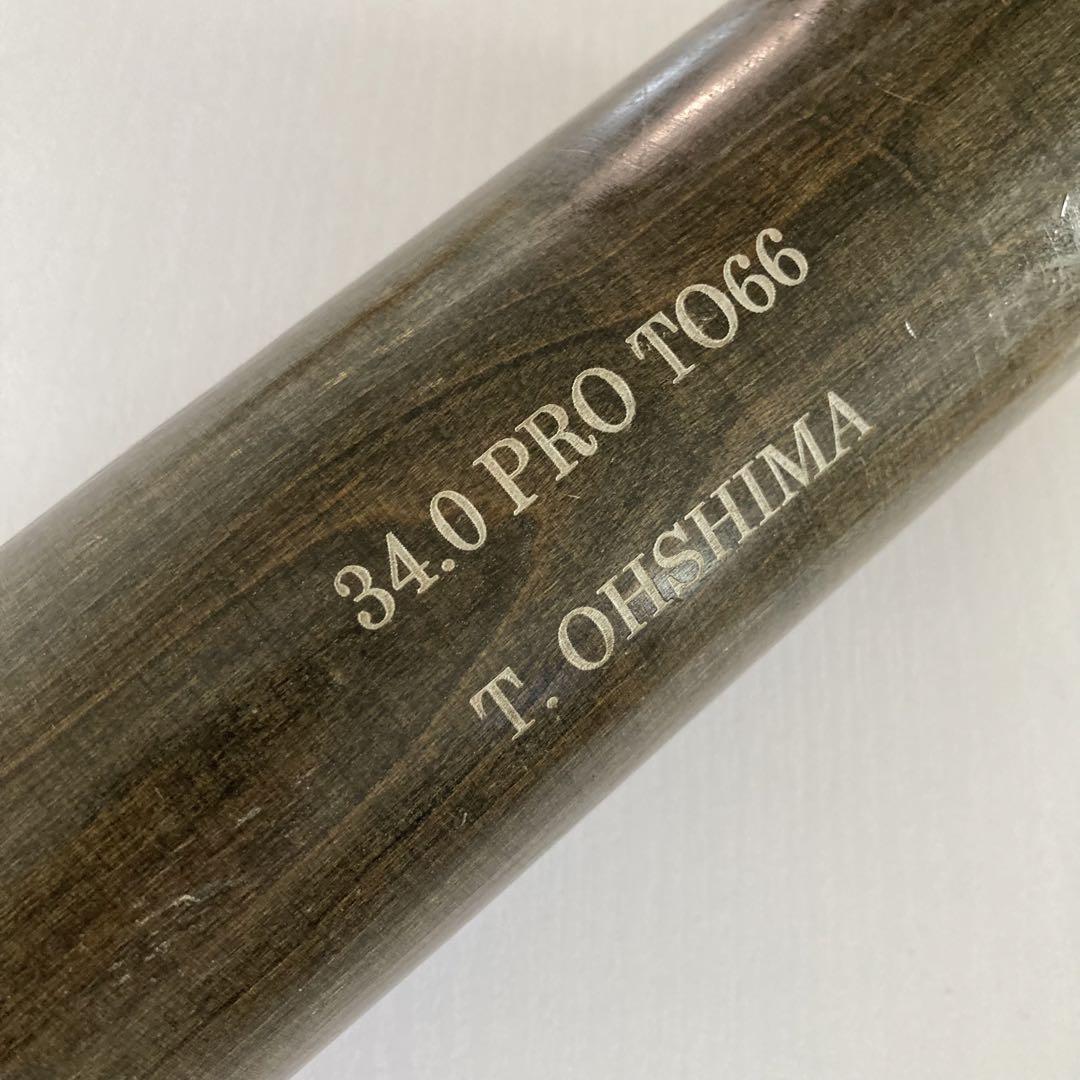 34.0 PRO TO66
T. OHSHIMA